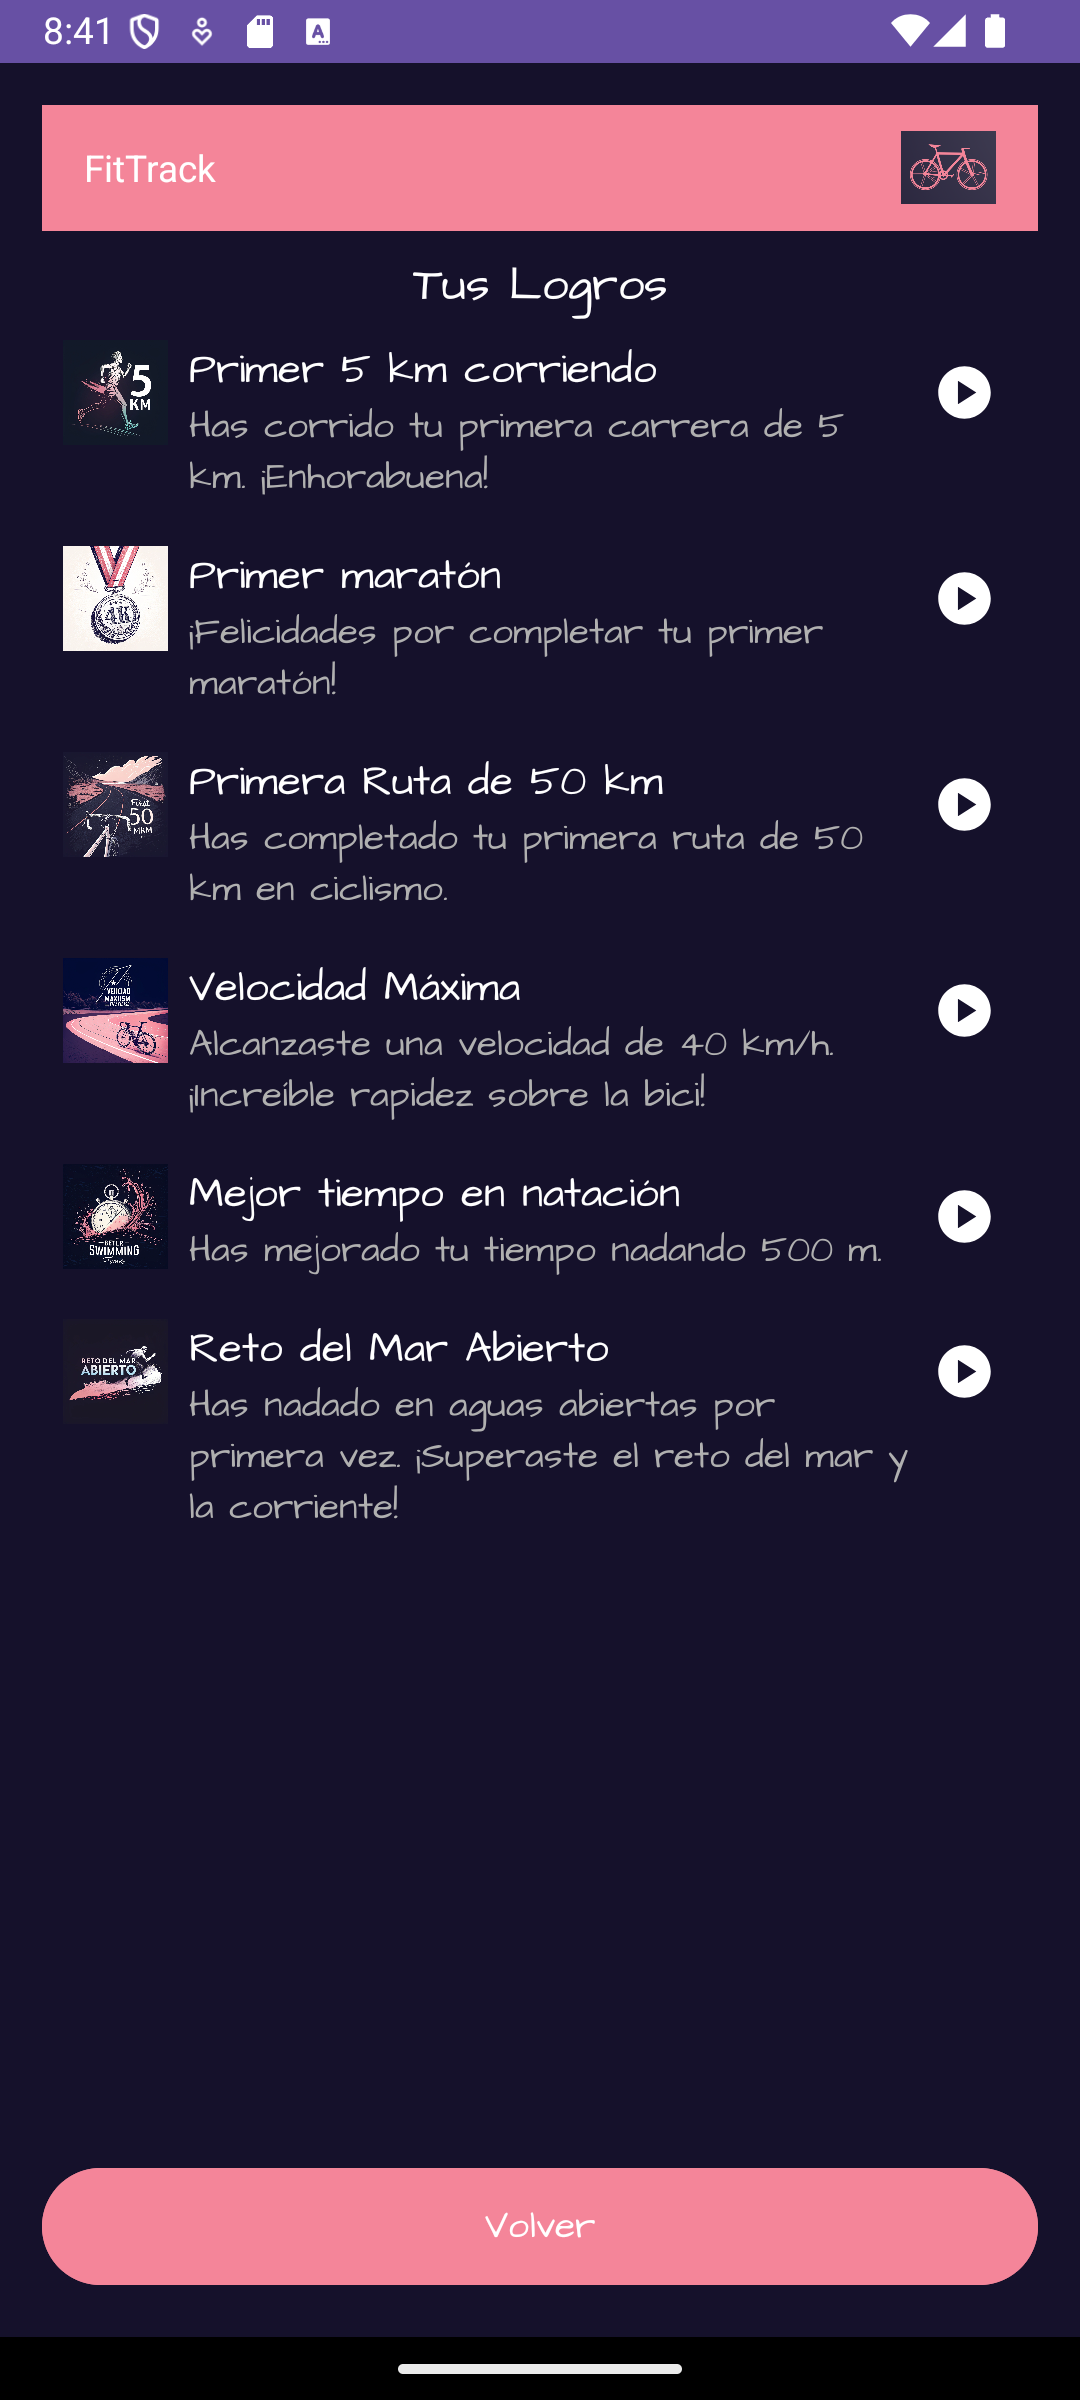 8:41
FitTrack
Tus Logros
5
KM
Primer 5 km corriendo
Has corrido tu primera carrera de 5
km. ¡Enhorabuena!
4K
Primer maratón
¡Felicidades por completar tu primer
maratón!
First
50
Primera Ruta de 50 km
Has completado tu primera ruta de 50
km en ciclismo.
Velocidad Máxima
Alcanzaste una velocidad de 40 km/h.
¡Increíble rapidez sobre la bici!
SWIMMING
Mejor tiempo en natación
Has mejorado tu tiempo nadando 500 m.
RETO DEL MAR
ABIERTO
Reto del Mar Abierto
Has nadado en aguas abiertas por
primera vez. ¡Superaste el reto del mar y
la corriente!
Volver